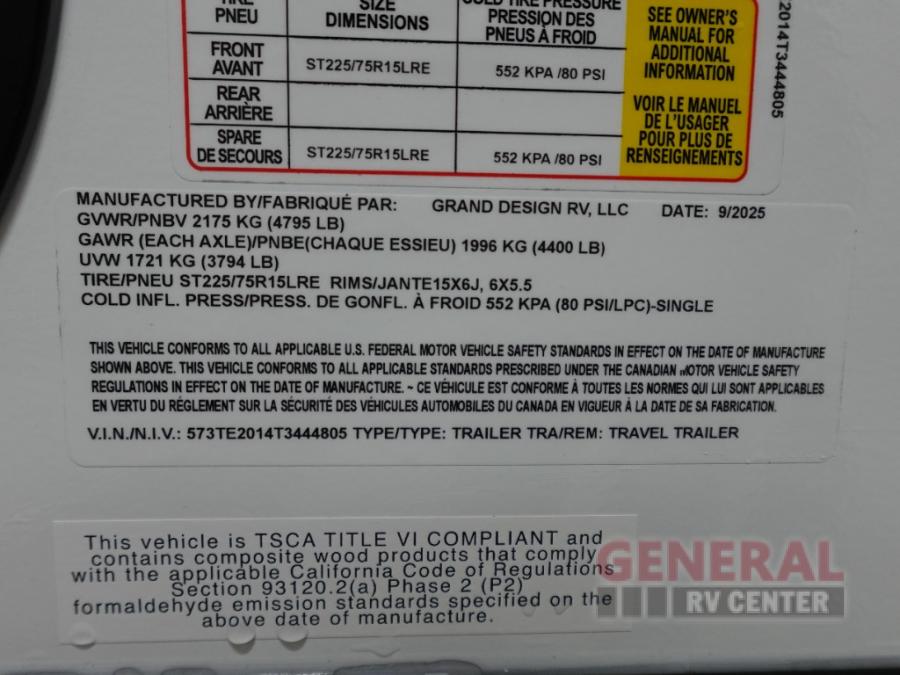 TIRE SIZE COLD TIRE PRESSURE
PNEU DIMENSIONS PRESSION DES
PNEUS À FROID
FRONT
AVANT ST225/75R15LRE 552 KPA /80 PSI
REAR
ARRIÈRE
SPARE
DE SECOURS ST225/75R15LRE 552 KPA /80 PSI
SEE OWNER'S
MANUAL FOR
ADDITIONAL
INFORMATION
VOIR LE MANUEL
DE L'USAGER
POUR PLUS DE
RENSEIGNEMENTS
2014T3444805
MANUFACTURED BY/FABRIQUÉ PAR: GRAND DESIGN RV, LLC DATE: 9/2025
GVWR/PNBV 2175 KG (4795 LB)
GAWR (EACH AXLE)/PNBE(CHAQUE ESSIEU) 1996 KG (4400 LB)
UVW 1721 KG (3794 LB)
TIRE/PNEU ST225/75R15LRE RIMS/JANTE15X6J, 6X5.5
COLD INFL. PRESS/PRESS. DE GONFL. À FROID 552 KPA (80 PSI/LPC)-SINGLE
THIS VEHICLE CONFORMS TO ALL APPLICABLE U.S. FEDERAL MOTOR VEHICLE SAFETY STANDARDS IN EFFECT ON THE DATE OF MANUFACTURE
SHOWN ABOVE. THIS VEHICLE CONFORMS TO ALL APPLICABLE STANDARDS PRESCRIBED UNDER THE CANADIAN MOTOR VEHICLE SAFETY
REGULATIONS IN EFFECT ON THE DATE OF MANUFACTURE. ~ CE VÉHICULE EST CONFORME À TOUTES LES NORMES QUI LUI SONT APPLICABLES
EN VERTU DU RÉGLEMENT SUR LA SÉCURITÉ DES VÉHICULES AUTOMOBILES DU CANADA EN VIGUEUR À LA DATE DE SA FABRICATION.
V.I.N./N.I.V.: 573TE2014T3444805 TYPE/TYPE: TRAILER TRA/REM: TRAVEL TRAILER
This vehicle is TSCA TITLE VI COMPLIANT and
contains composite wood products that comply
with the applicable California Code of Regulations
Section 93120.2(a) Phase 2 (P2)
formaldehyde emission standards specified on the
above date of manufacture.
GENERAL
RV CENTER